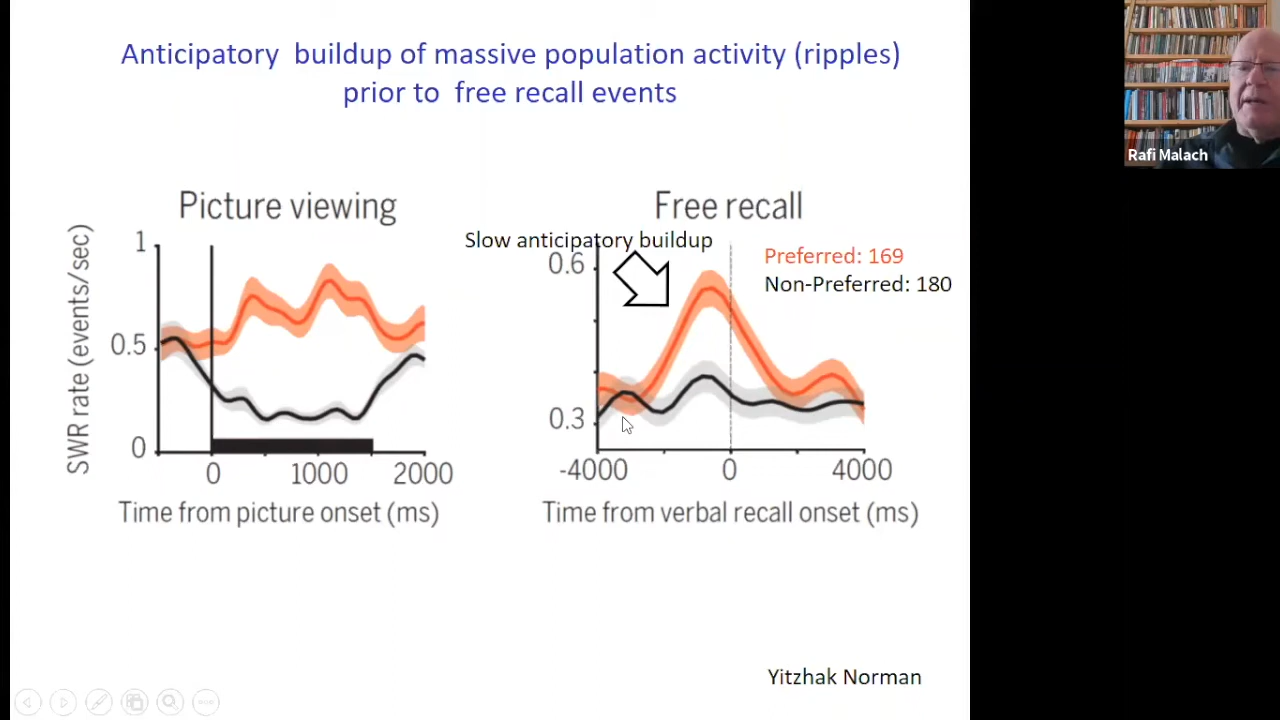 Anticipatory buildup of massive population activity (ripples)
prior to free recall events
Rafi Malach
Picture viewing
SWR rate (events/sec)
1
0.5
0
0
1000
2000
Time from picture onset (ms)
Free recall
Slow anticipatory buildup
Preferred: 169
Non-Preferred: 180
0.6
0.3
-4000
0
4000
Time from verbal recall onset (ms)
Yitzhak Norman